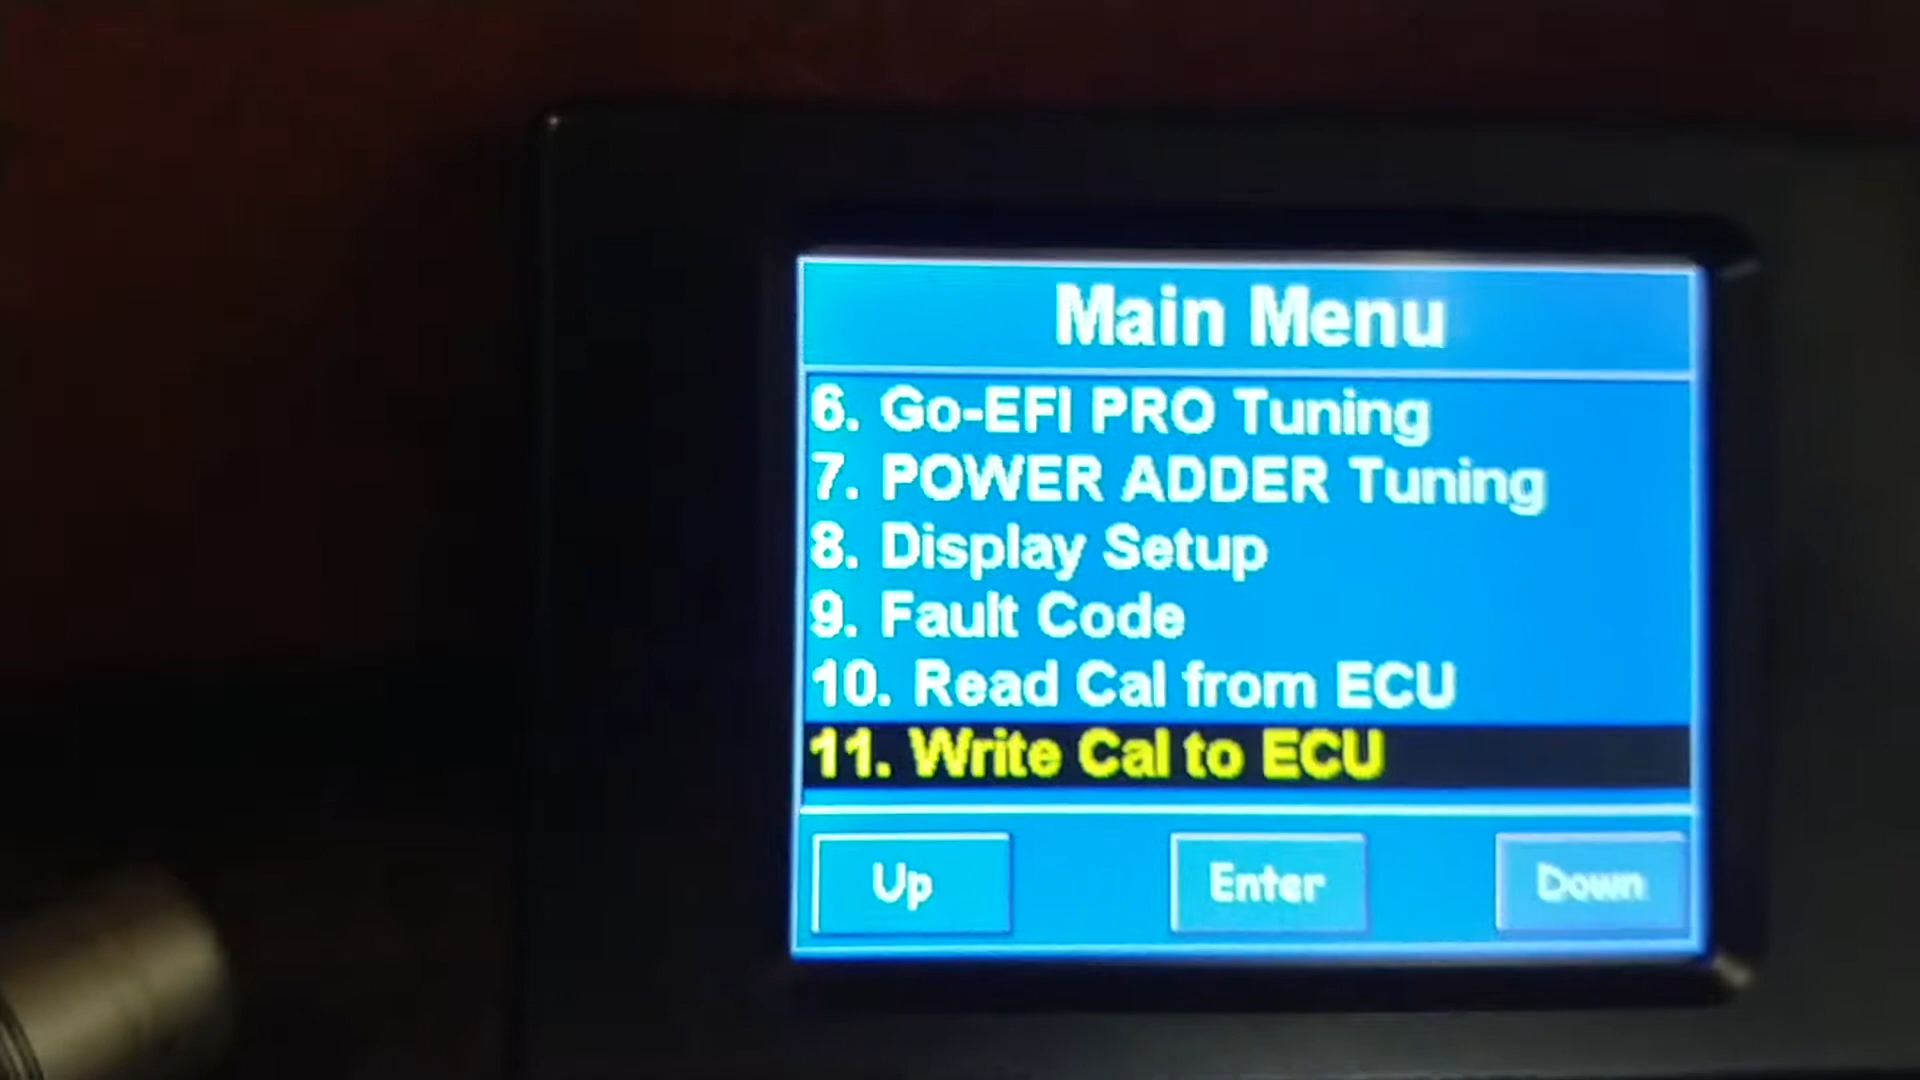 Main Menu
6. Go-EFI PRO Tuning
7. POWER ADDER Tuning
8. Display Setup
9. Fault Code
10. Read Cal from ECU
11. Write Cal to ECU
Up Enter Down